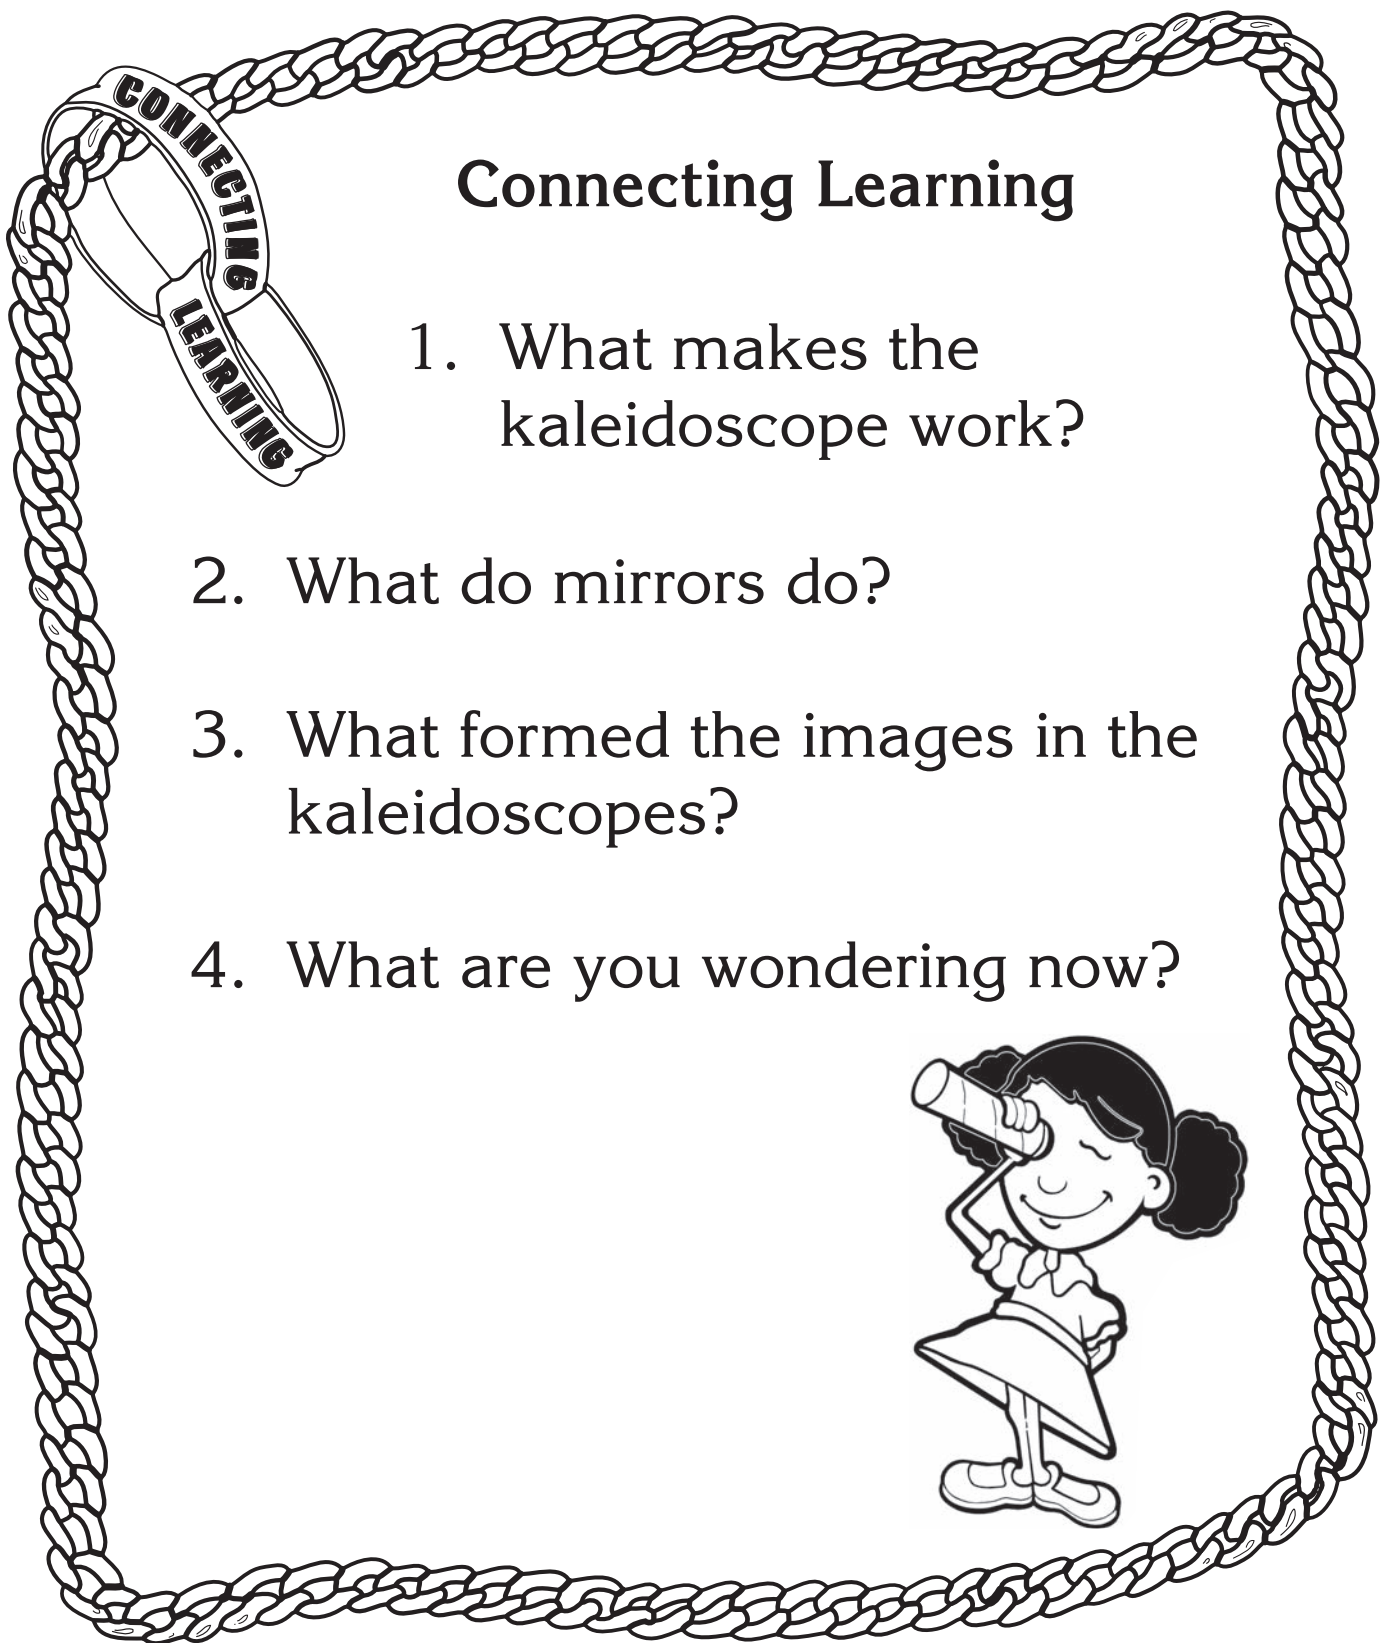 CONNECTING
LEARNING
Connecting Learning
1. What makes the
kaleidoscope work?
2. What do mirrors do?
3. What formed the images in the
kaleidoscopes?
4. What are you wondering now?